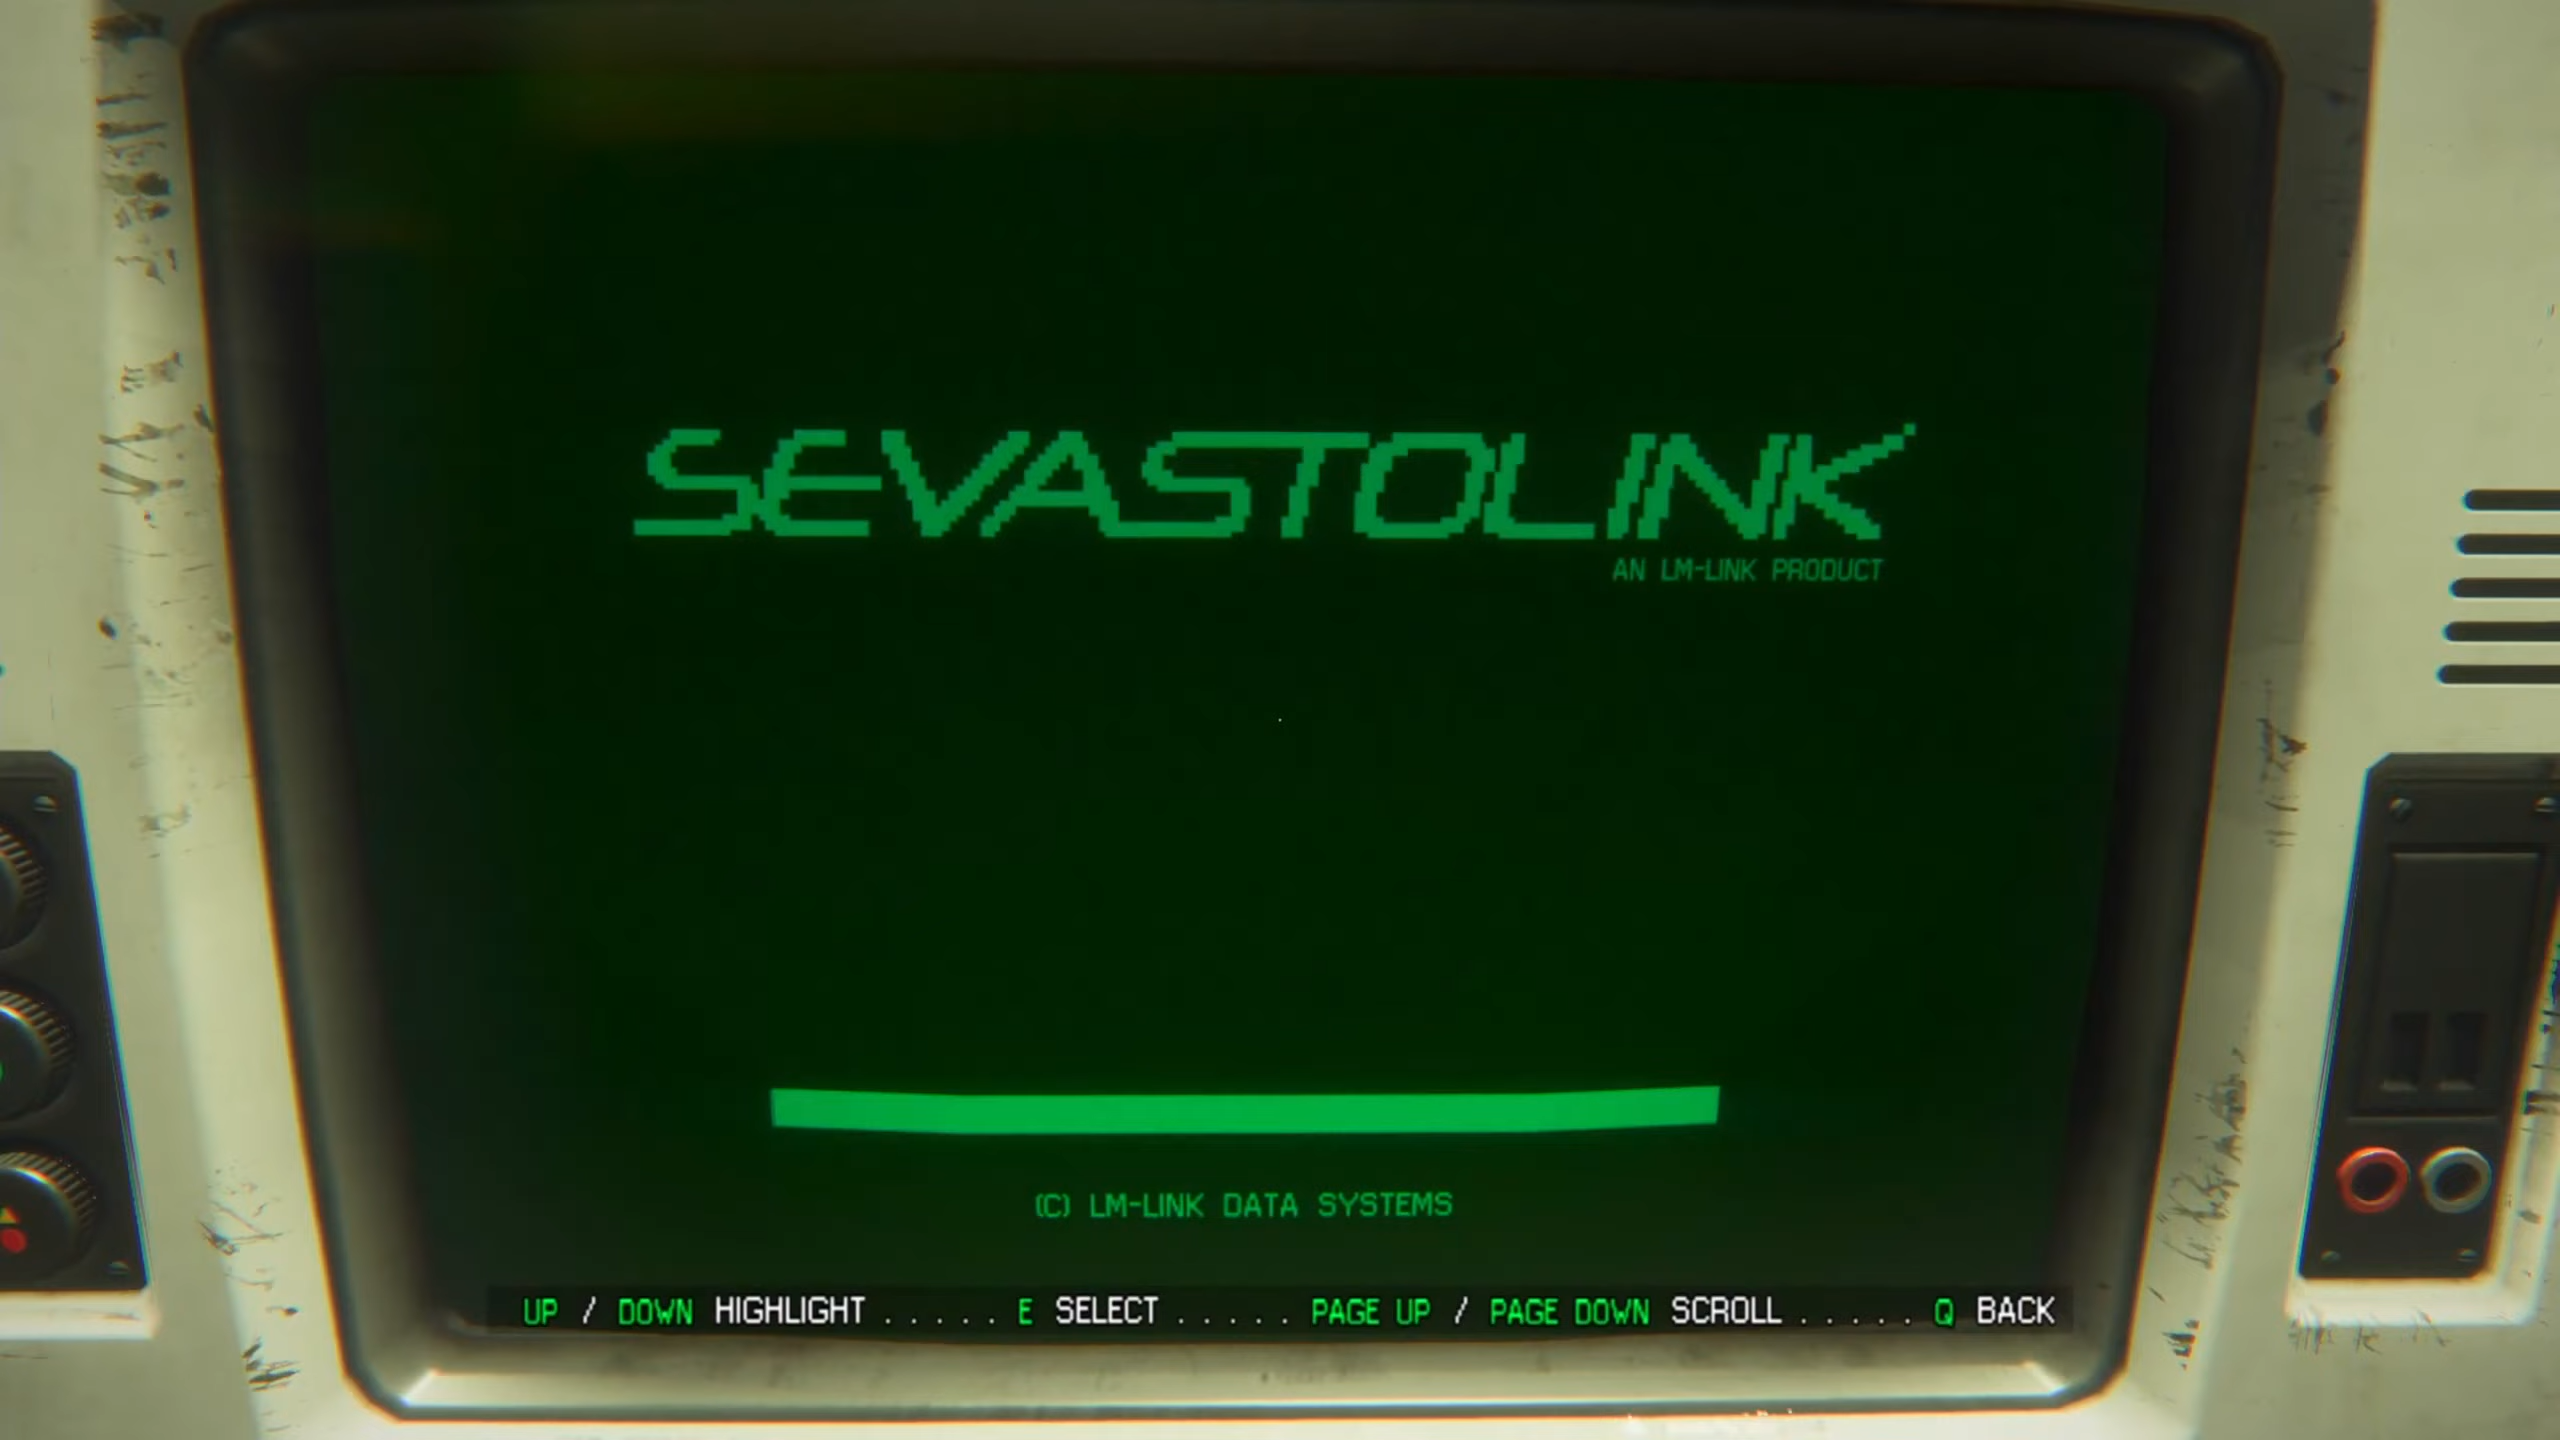 SEVASTOLINK
AN LM-LINK PRODUCT
(C) LM-LINK DATA SYSTEMS
UP / DOWN HIGHLIGHT ..... E SELECT ..... PAGE UP / PAGE DOWN SCROLL ..... Q BACK